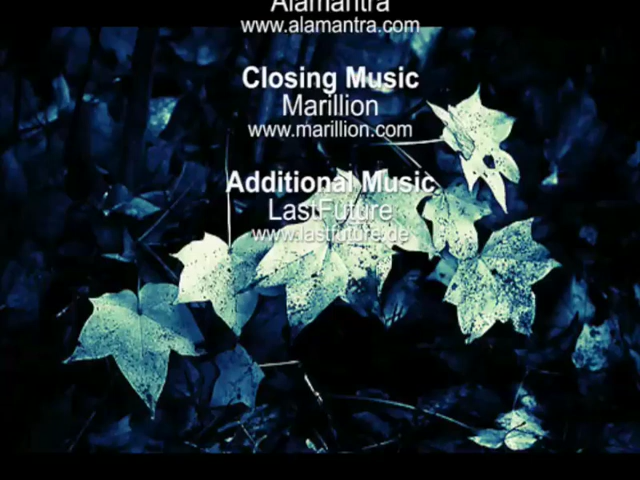 Alamantra
www.alamantra.com
Closing Music
Marillion
www.marillion.com
Additional Music
LastFuture
www.lastfuture.de